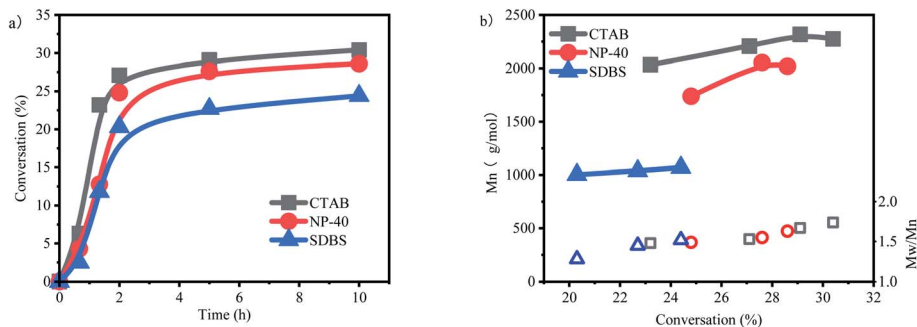 a)
35
30
25
20
15
10
5
0
Conversation (%)
CTAB
NP-40
SDBS
0 2 4 6 8 10
Time (h)
b)
2500
2000
1500
1000
500
0
Mn( g/mol)
CTAB
NP-40
SDBS
2.0
1.5
1.0
Mw/Mn
20 22 24 26 28 30 32
Conversation (%)